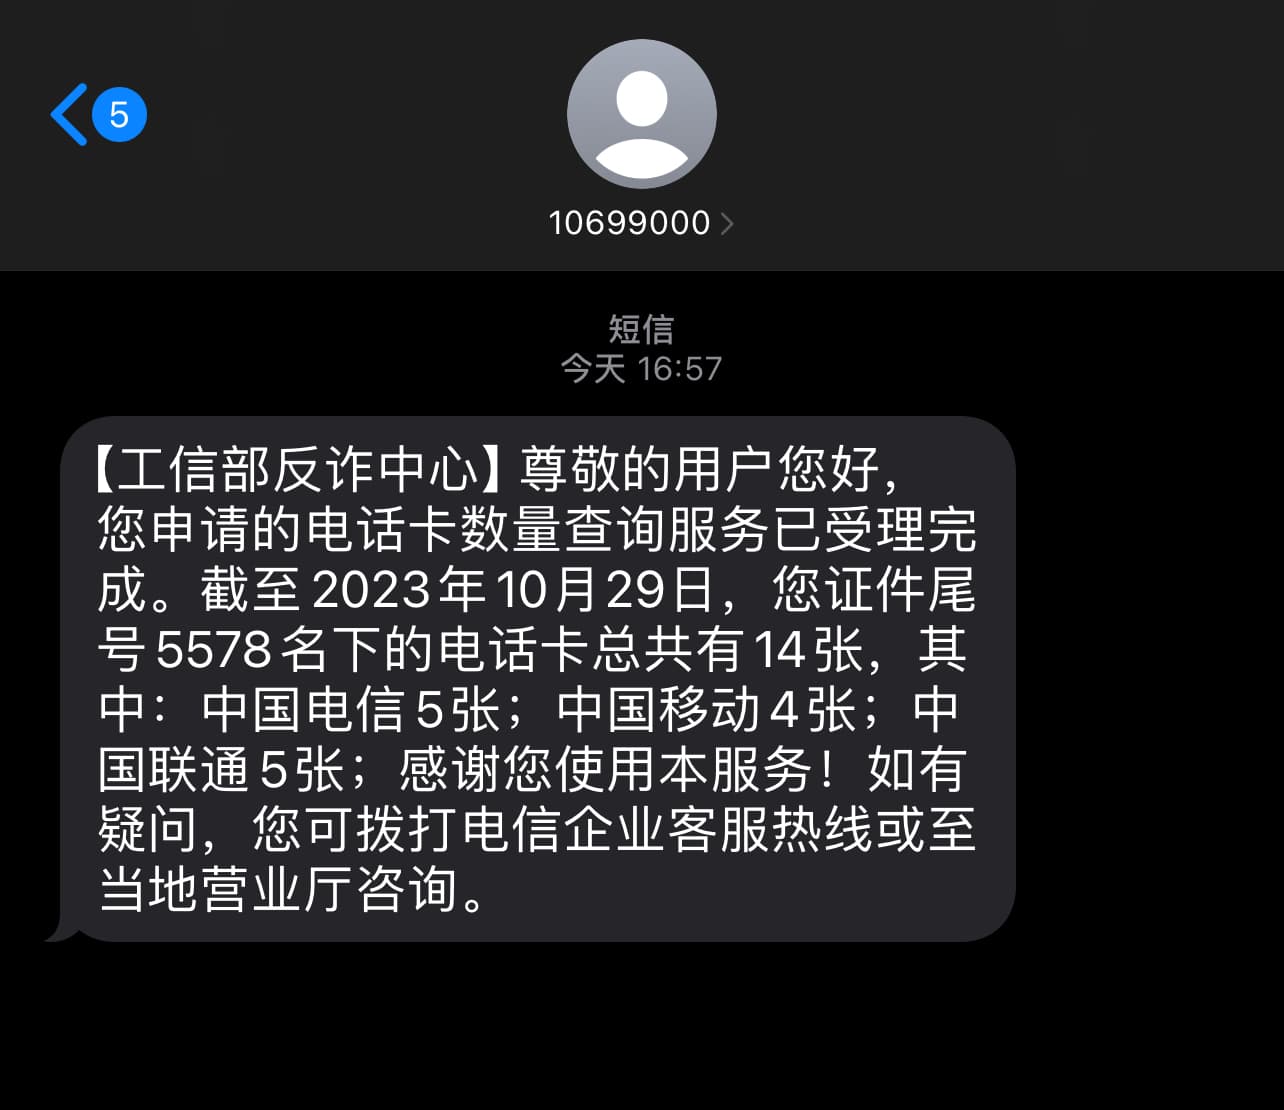 5
10699000
短信
今天 16:57
【工信部反诈中心】尊敬的用户您好，
您申请的电话卡数量查询服务已受理完
成。截至2023年10月29日，您证件尾
号5578名下的电话卡总共有14张，其
中：中国电信5张；中国移动4张；中
国联通5张；感谢您使用本服务！如有
疑问，您可拨打电信企业客服热线或至
当地营业厅咨询。